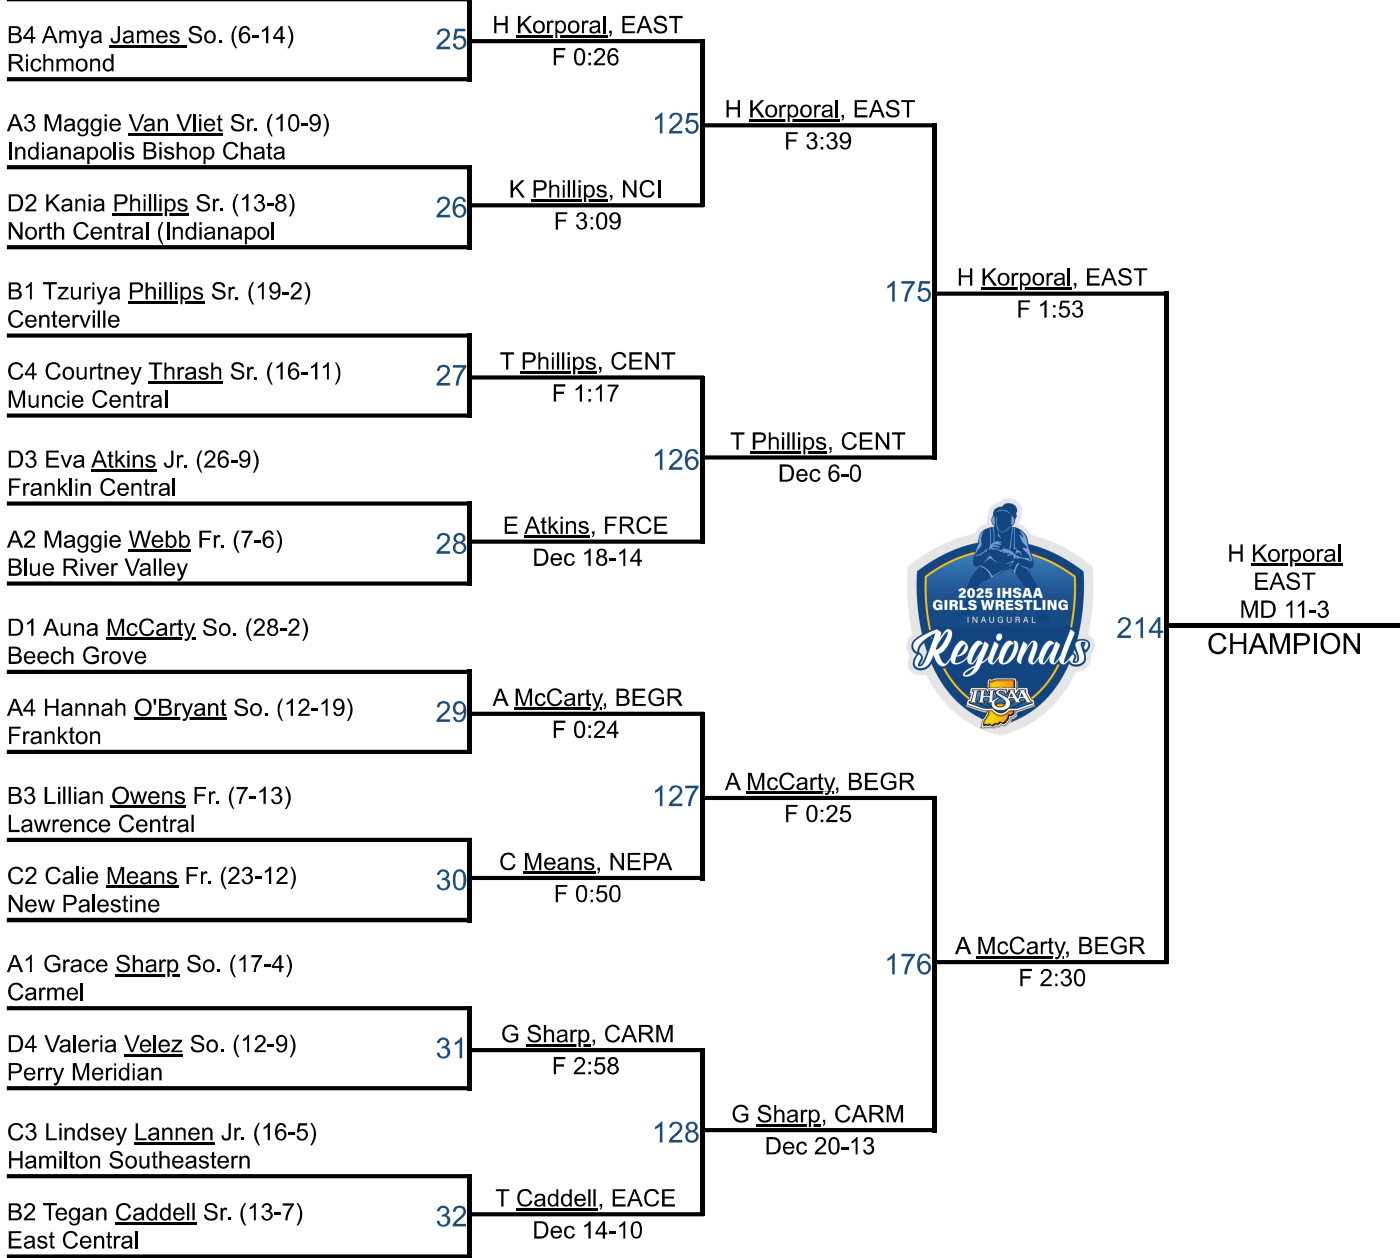 B4 Amya James So. (6-14)
Richmond
25
H Korporal, EAST
F 0:26
A3 Maggie Van Vliet Sr. (10-9)
Indianapolis Bishop Chata
125
H Korporal, EAST
F 3:39
D2 Kania Phillips Sr. (13-8)
North Central (Indianapol
26
K Phillips, NCI
F 3:09
B1 Tzuriya Phillips Sr. (19-2)
Centerville
175
H Korporal, EAST
F 1:53
C4 Courtney Thrash Sr. (16-11)
Muncie Central
27
T Phillips, CENT
F 1:17
D3 Eva Atkins Jr. (26-9)
Franklin Central
126
T Phillips, CENT
Dec 6-0
A2 Maggie Webb Fr. (7-6)
Blue River Valley
28
E Atkins, FRCE
Dec 18-14
2025 IHSAA
GIRLS WRESTLING
INAUGURAL
Regionals
IHSAA
214
H Korporal
EAST
MD 11-3
CHAMPION
D1 Auna McCarty So. (28-2)
Beech Grove
A4 Hannah O'Bryant So. (12-19)
Frankton
29
A McCarty, BEGR
F 0:24
B3 Lillian Owens Fr. (7-13)
Lawrence Central
127
A McCarty, BEGR
F 0:25
C2 Calie Means Fr. (23-12)
New Palestine
30
C Means, NEPA
F 0:50
A1 Grace Sharp So. (17-4)
Carmel
176
A McCarty, BEGR
F 2:30
D4 Valeria Velez So. (12-9)
Perry Meridian
31
G Sharp, CARM
F 2:58
C3 Lindsey Lannen Jr. (16-5)
Hamilton Southeastern
128
G Sharp, CARM
Dec 20-13
B2 Tegan Caddell Sr. (13-7)
East Central
32
T Caddell, EACE
Dec 14-10